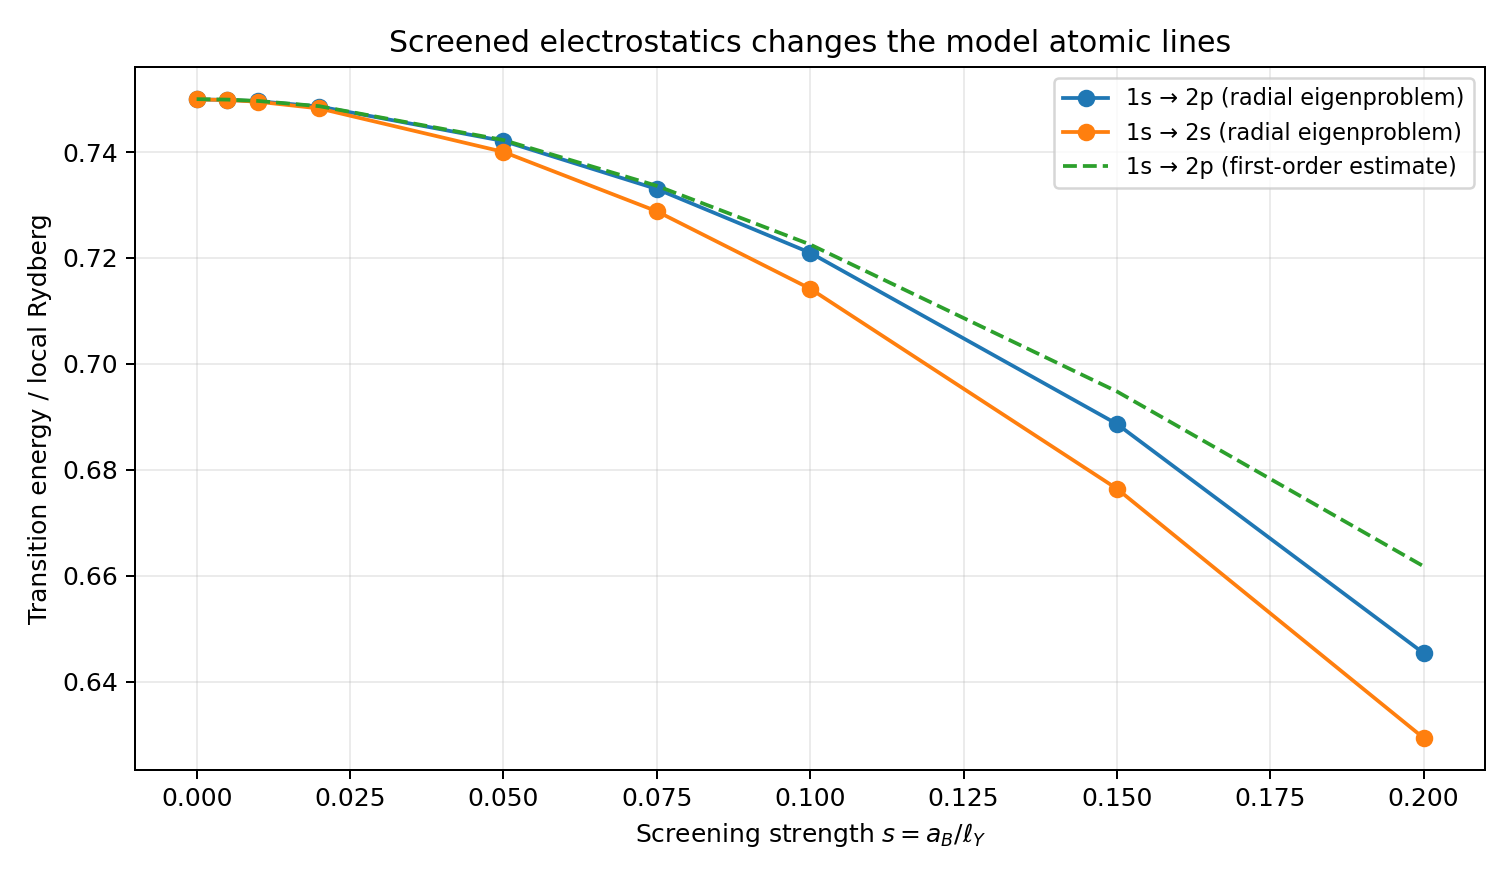 Screened electrostatics changes the model atomic lines
1s → 2p (radial eigenproblem)
1s → 2s (radial eigenproblem)
1s → 2p (first-order estimate)
Transition energy / local Rydberg
0.74
0.72
0.70
0.68
0.66
0.64
0.000 0.025 0.050 0.075 0.100 0.125 0.150 0.175 0.200
Screening strength s = a_B/ℓ_Y